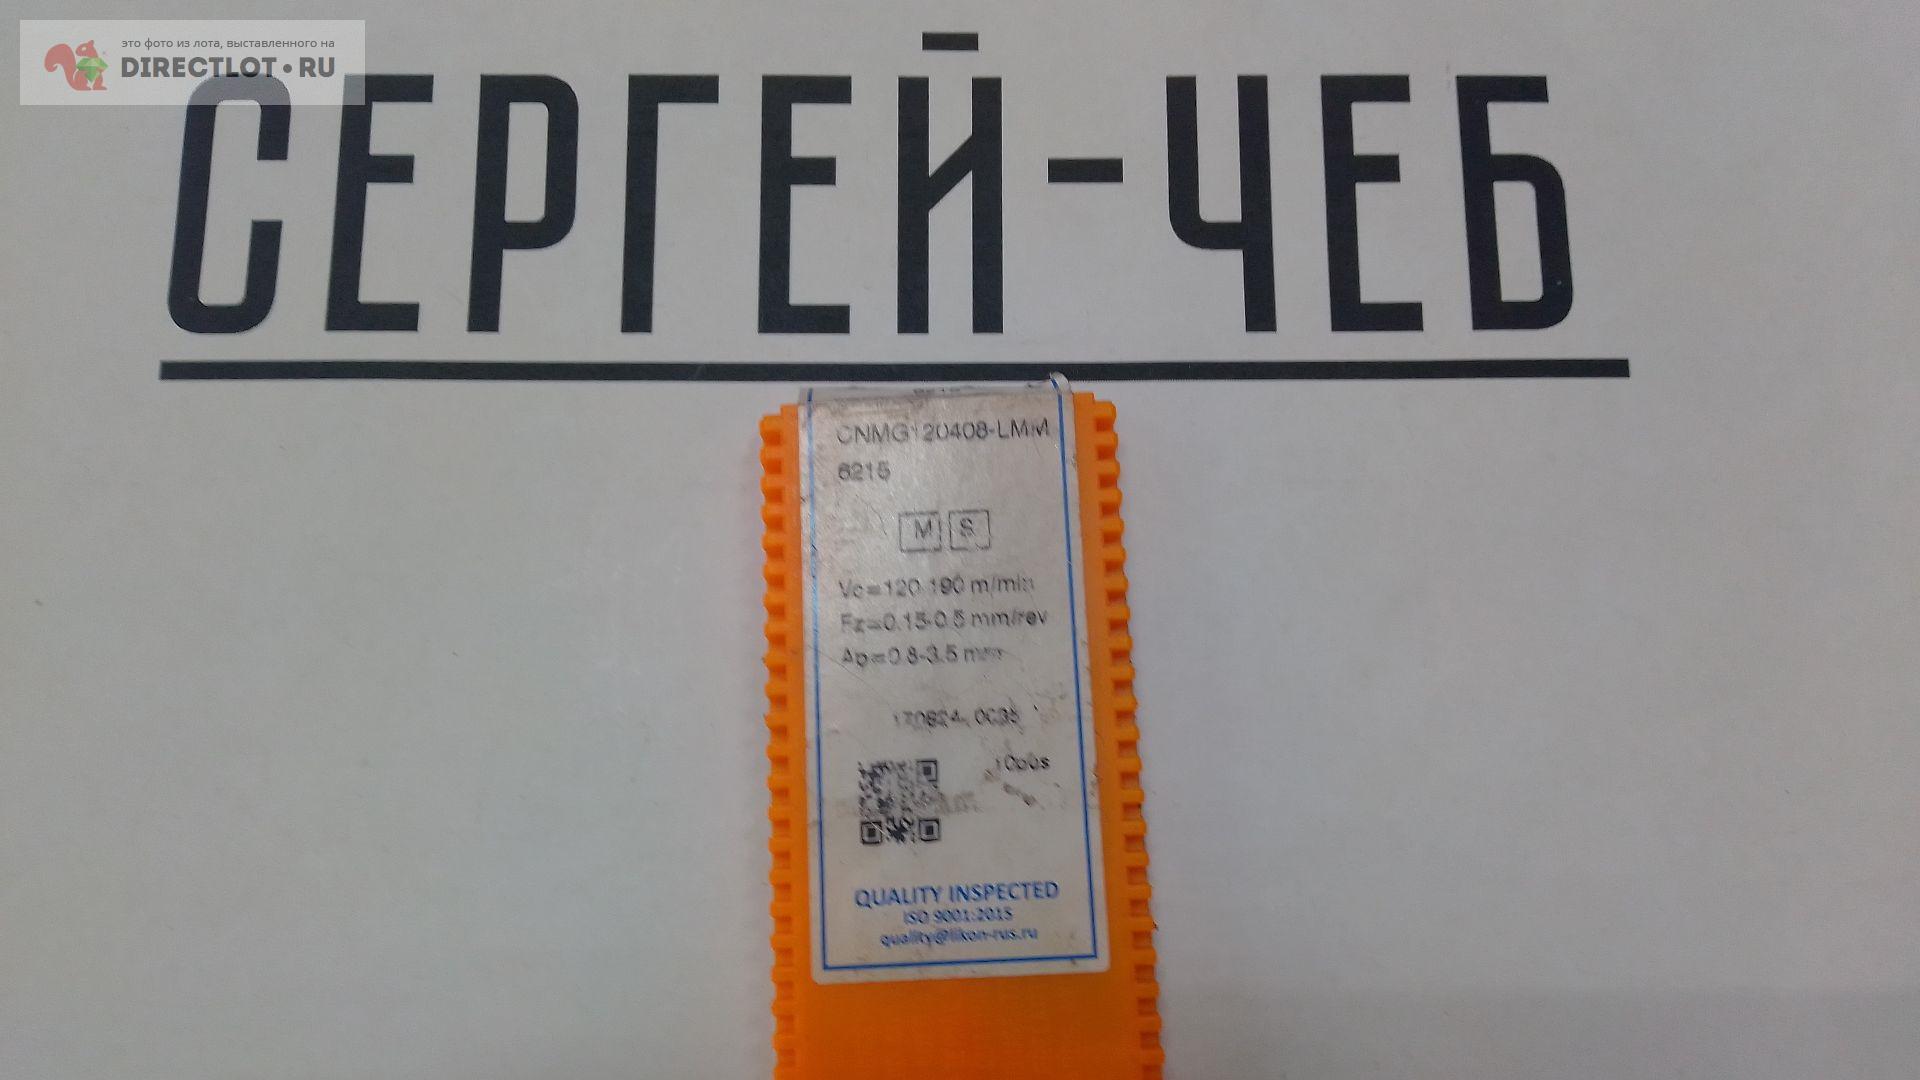 это фото из лота, выставленного на
DIRECTLOT.RU
СЕРГЕЙ-ЧЕБ
CNMG120408-LMM
6215
M S
Vc=120-190 m/min
Fz=0.15-0.5 mm/rev
Ap=0.8-3.5 mm
10pcs
QUALITY INSPECTED
ISO 9001:2015
quality@likon-rus.ru